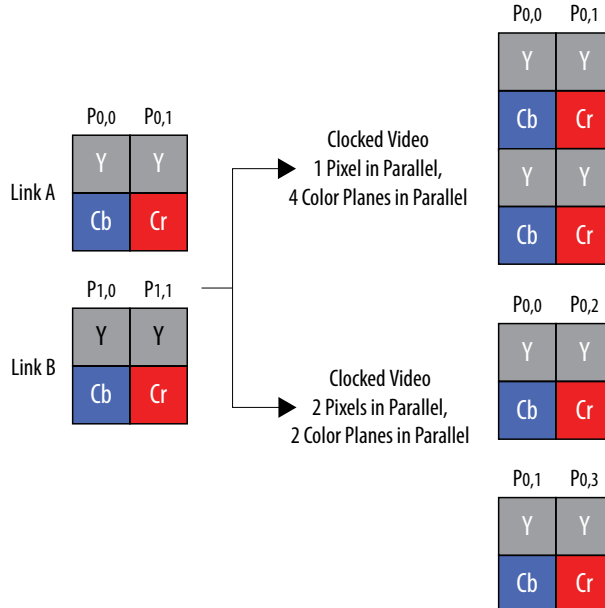 P0,0 P0,1
Y Y
Link A
Cb Cr
P1,0 P1,1
Y Y
Link B
Cb Cr
Clocked Video
1 Pixel in Parallel,
4 Color Planes in Parallel
P0,0 P0,1
Y Y
Cb Cr
Y Y
Cb Cr
Clocked Video
2 Pixels in Parallel,
2 Color Planes in Parallel
P0,0 P0,2
Y Y
Cb Cr
P0,1 P0,3
Y Y
Cb Cr